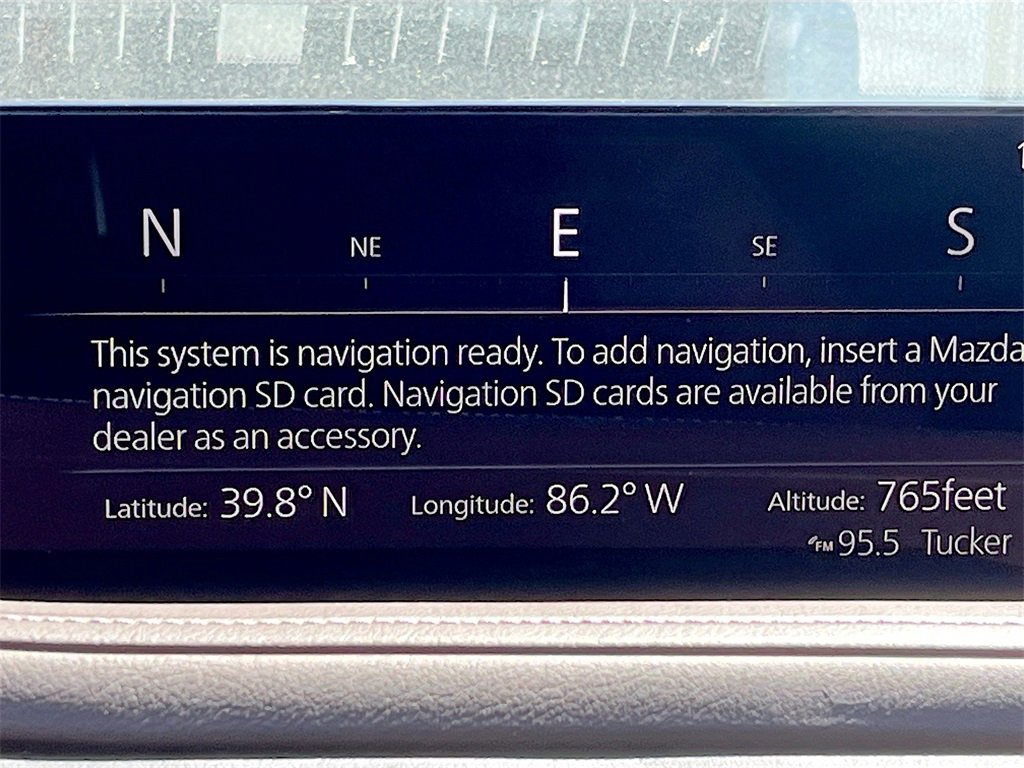 N NE E SE S
This system is navigation ready. To add navigation, insert a Mazda
navigation SD card. Navigation SD cards are available from your
dealer as an accessory.
Latitude: 39.8° N Longitude: 86.2° W Altitude: 765feet
FM 95.5 Tucker